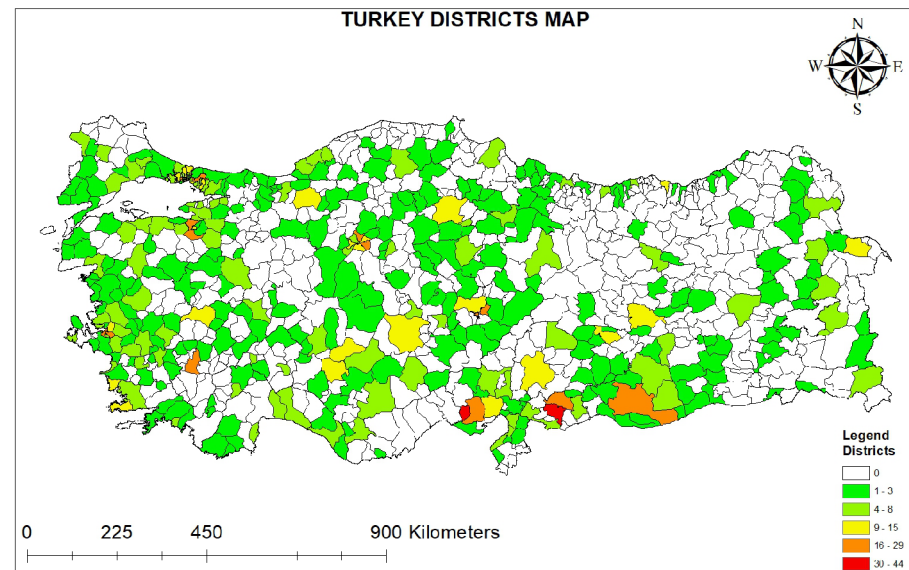 TURKEY DISTRICTS MAP
N
W E
S
Legend
Districts
0
1 - 3
4 - 8
9 - 15
16 - 29
30 - 44
0 225 450 900 Kilometers